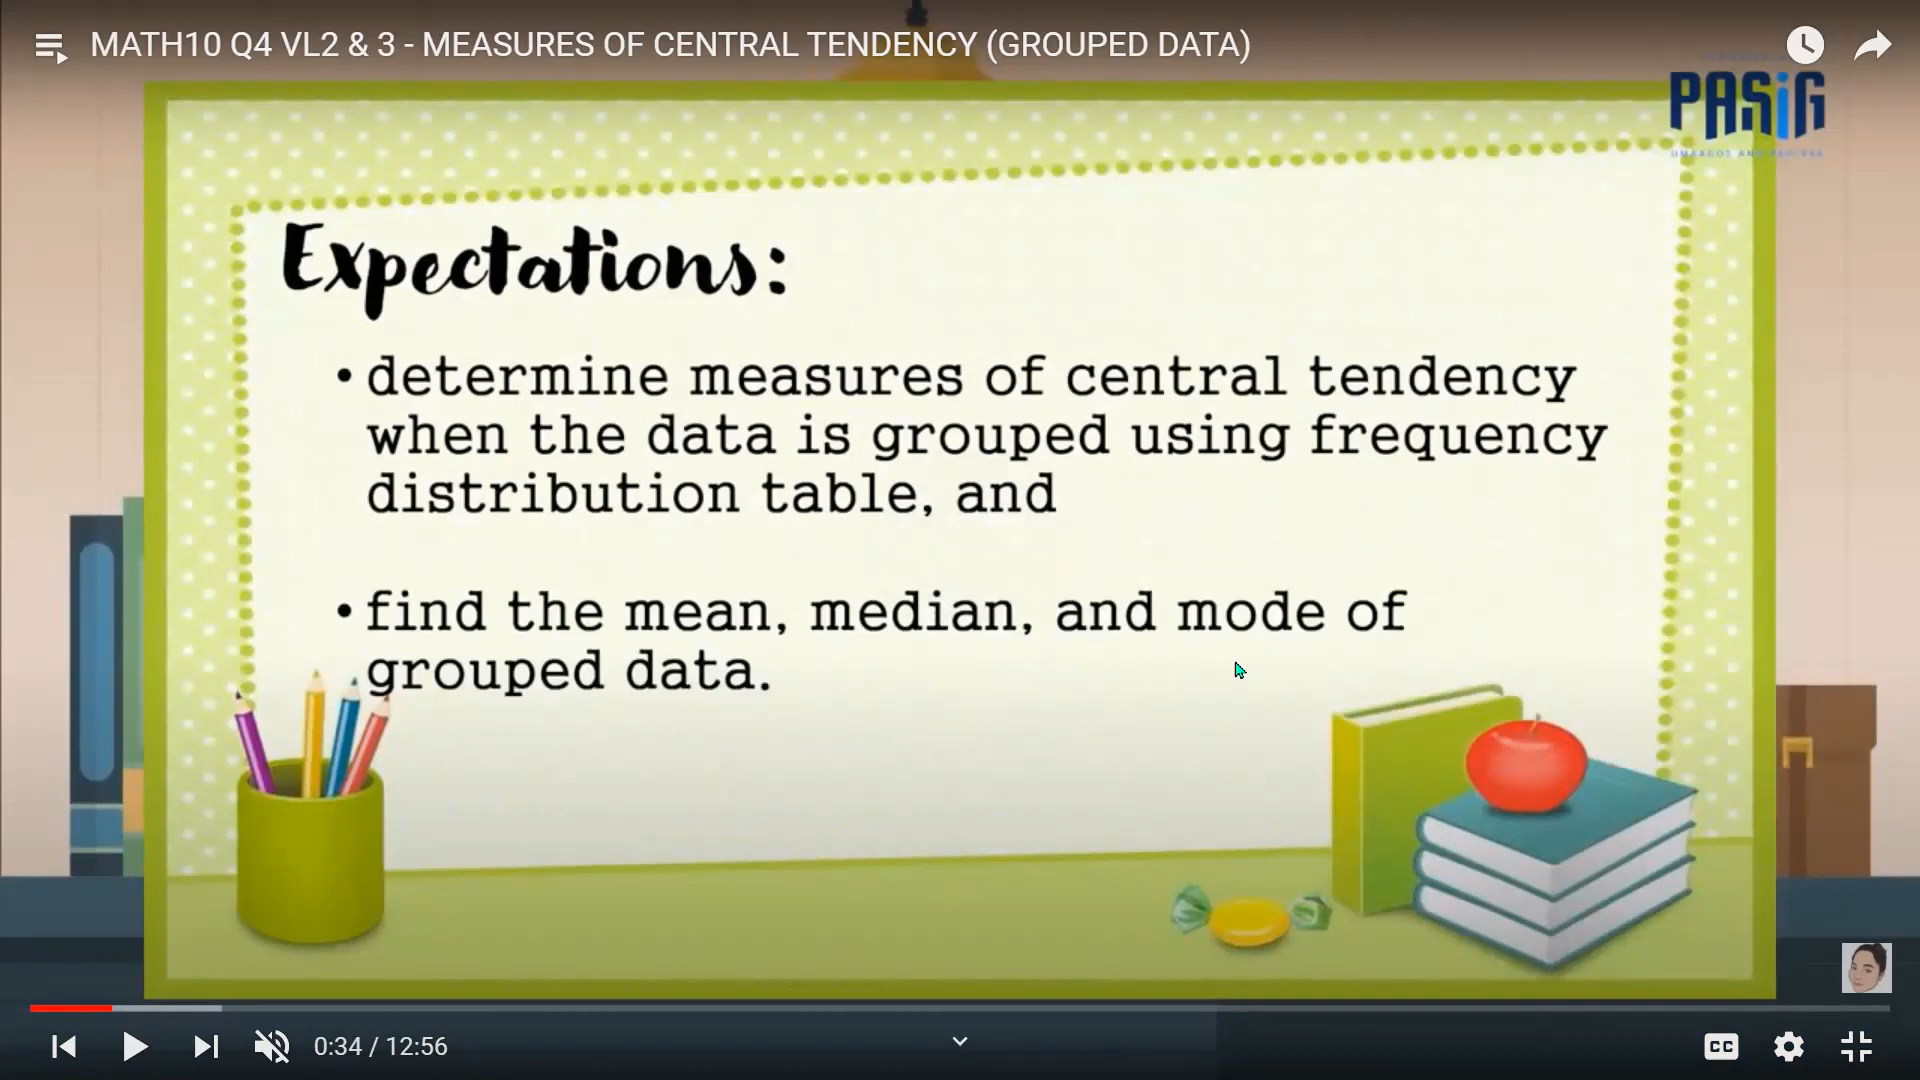 MATH10 Q4 VL2 & 3 - MEASURES OF CENTRAL TENDENCY (GROUPED DATA)
PASiG
Expectations:
• determine measures of central tendency
when the data is grouped using frequency
distribution table, and
• find the mean, median, and mode of
grouped data.
0:34 / 12:56
CC